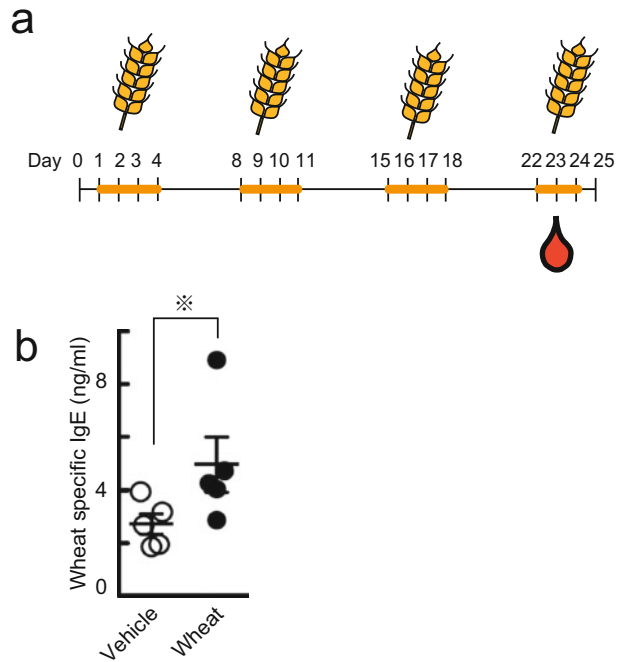 a
Day 0 1 2 3 4 8 9 10 11 15 16 17 18 22 23 24 25
b
※
Wheat specific IgE (ng/ml)
8
4
0
Vehicle
Wheat